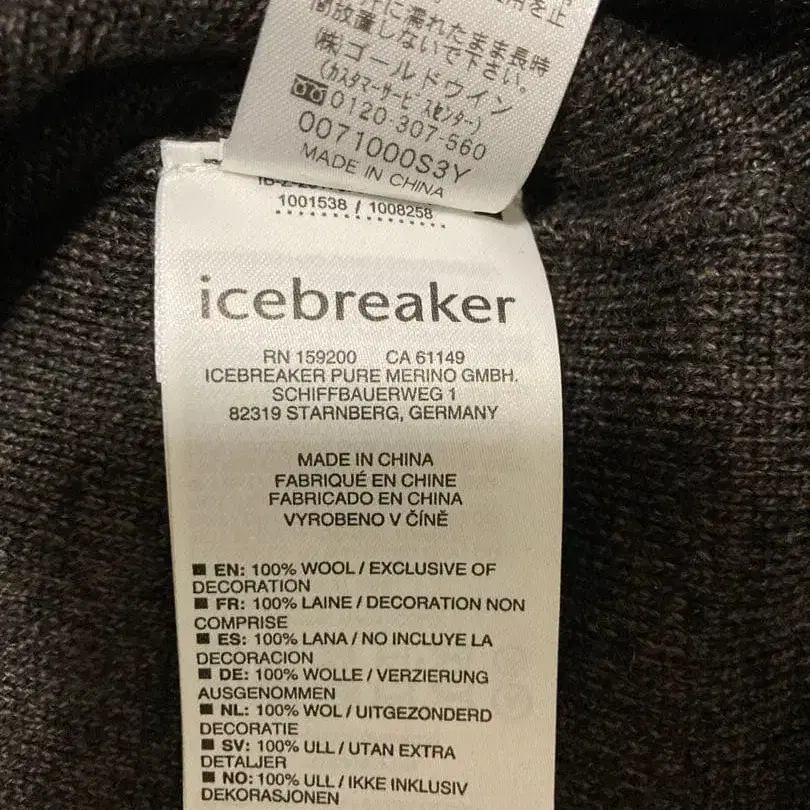 用を止
汗に濡れたまま長時
間放置しないで下さい。
(株)ゴールドウイン
(カスタマーサービスセンター)
0120-307-560
0071000S3Y
MADE IN CHINA
1001538 / 1008258
icebreaker
RN 159200 CA 61149
ICEBREAKER PURE MERINO GMBH.
SCHIFFBAUERWEG 1
82319 STARNBERG, GERMANY
MADE IN CHINA
FABRIQUÉ EN CHINE
FABRICADO EN CHINA
VYROBENO V ČÍNĚ
EN: 100% WOOL / EXCLUSIVE OF
DECORATION
FR: 100% LAINE / DECORATION NON
COMPRISE
ES: 100% LANA / NO INCLUYE LA
DECORACION
DE: 100% WOLLE / VERZIERUNG
AUSGENOMMEN
NL: 100% WOL / UITGEZONDERD
DECORATIE
SV: 100% ULL / UTAN EXTRA
DETALJER
NO: 100% ULL / IKKE INKLUSIV
DEKORASJONEN